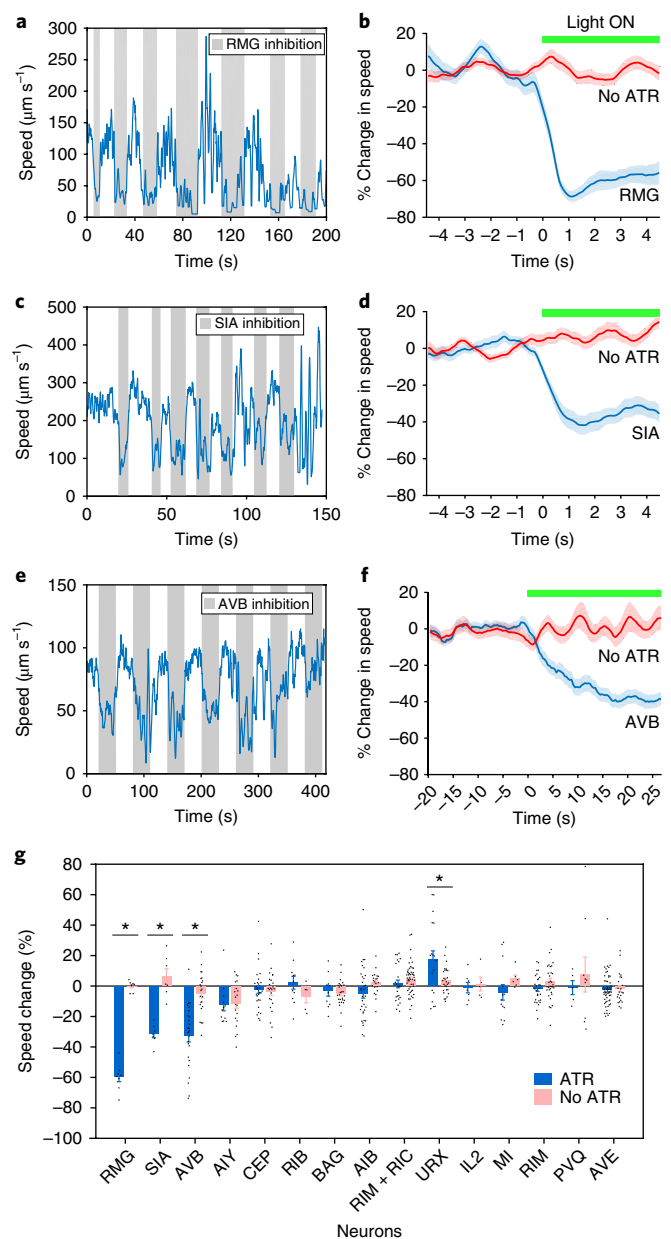 a
300
250
200
150
100
50
0
Speed (μm s⁻¹)
RMG inhibition
0 40 80 120 160 200
Time (s)
b
Light ON
20
0
−20
−40
−60
−80
% Change in speed
No ATR
RMG
−4 −3 −2 −1 0 1 2 3 4
Time (s)
c
500
400
300
200
100
0
Speed (μm s⁻¹)
SIA inhibition
0 50 100 150
Time (s)
d
20
0
−20
−40
−60
−80
% Change in speed
No ATR
SIA
−4 −3 −2 −1 0 1 2 3 4
Time (s)
e
150
100
50
0
Speed (μm s⁻¹)
AVB inhibition
0 100 200 300 400
Time (s)
f
20
0
−20
−40
−60
−80
% Change in speed
No ATR
AVB
−20 −15 −10 −5 0 5 10 15 20 25
Time (s)
g
80
60
40
20
0
−20
−40
−60
−80
−100
Speed change (%)
* * * *
ATR
No ATR
RMG SIA AVB AIY CEP RIB BAG AIB RIM + RIC URX IL2 MI RIM PVQ AVE
Neurons